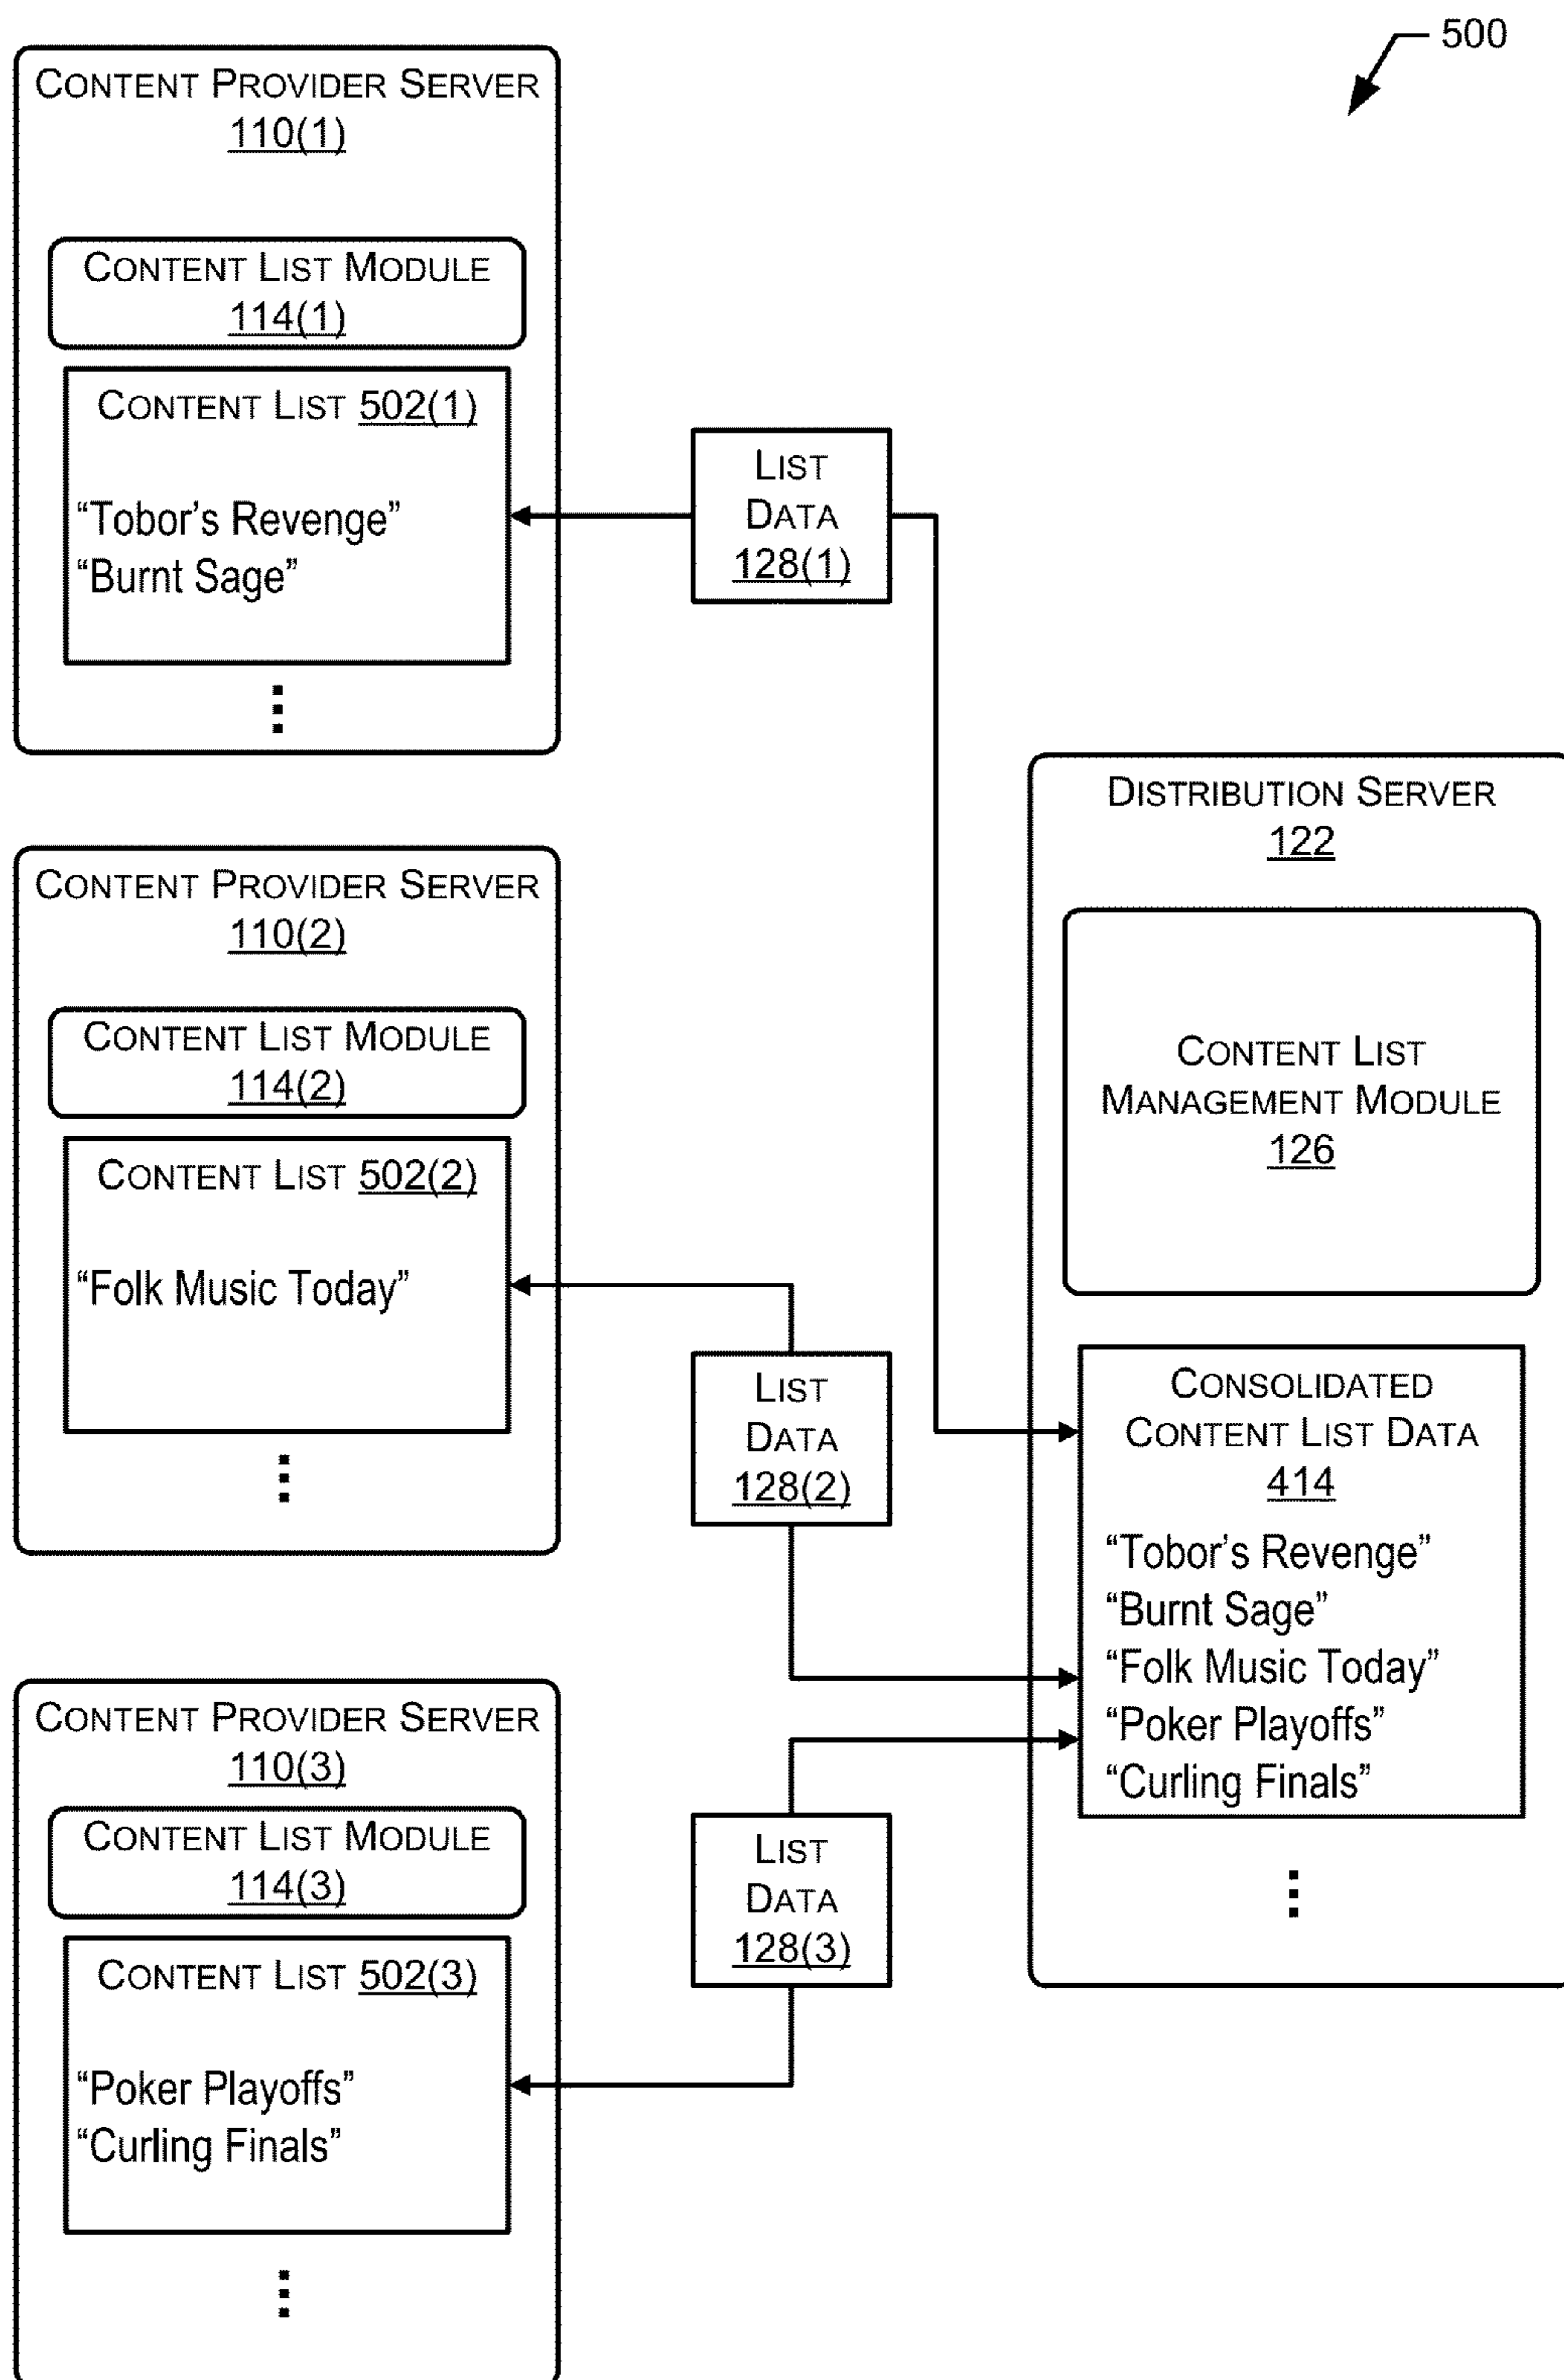 500
CONTENT PROVIDER SERVER
110(1)
CONTENT LIST MODULE
114(1)
CONTENT LIST 502(1)
“Tobor’s Revenge”
“Burnt Sage”
LIST
DATA
128(1)
CONTENT PROVIDER SERVER
110(2)
CONTENT LIST MODULE
114(2)
CONTENT LIST 502(2)
“Folk Music Today”
LIST
DATA
128(2)
CONTENT PROVIDER SERVER
110(3)
CONTENT LIST MODULE
114(3)
CONTENT LIST 502(3)
“Poker Playoffs”
“Curling Finals”
LIST
DATA
128(3)
DISTRIBUTION SERVER
122
CONTENT LIST
MANAGEMENT MODULE
126
CONSOLIDATED
CONTENT LIST DATA
414
“Tobor’s Revenge”
“Burnt Sage”
“Folk Music Today”
“Poker Playoffs”
“Curling Finals”